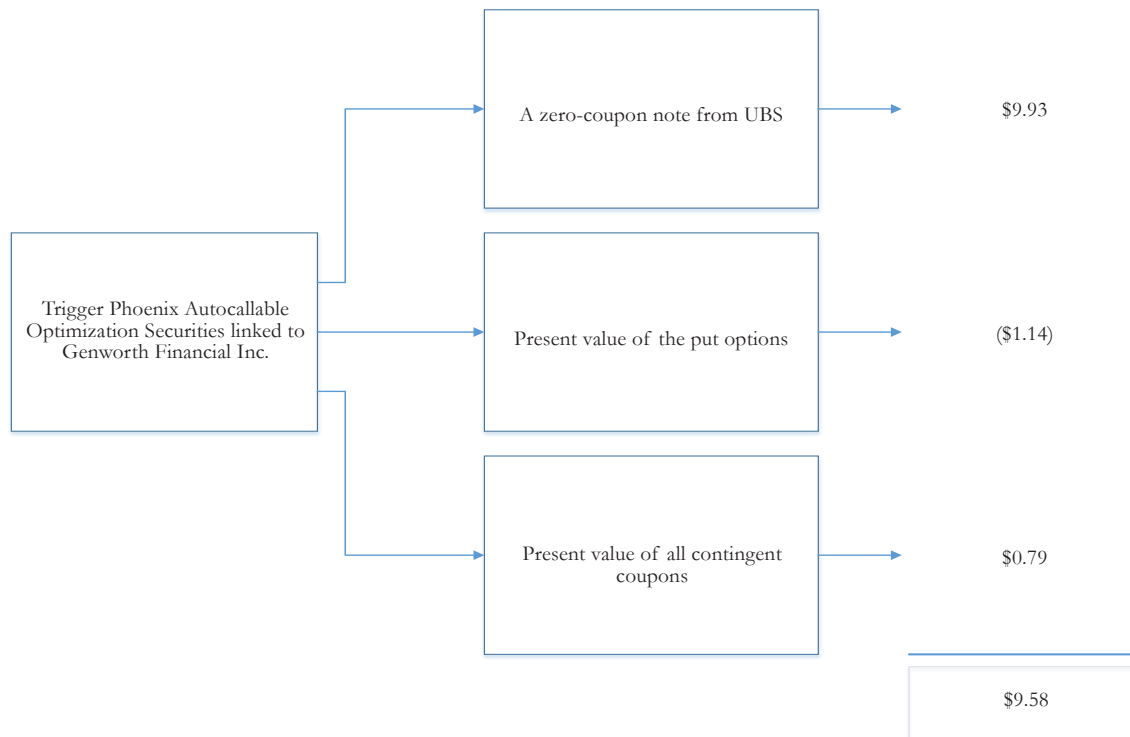 A zero-coupon note from UBS
$9.93
Trigger Phoenix Autocallable
Optimization Securities linked to
Genworth Financial Inc.
Present value of the put options
($1.14)
Present value of all contingent
coupons
$0.79
$9.58